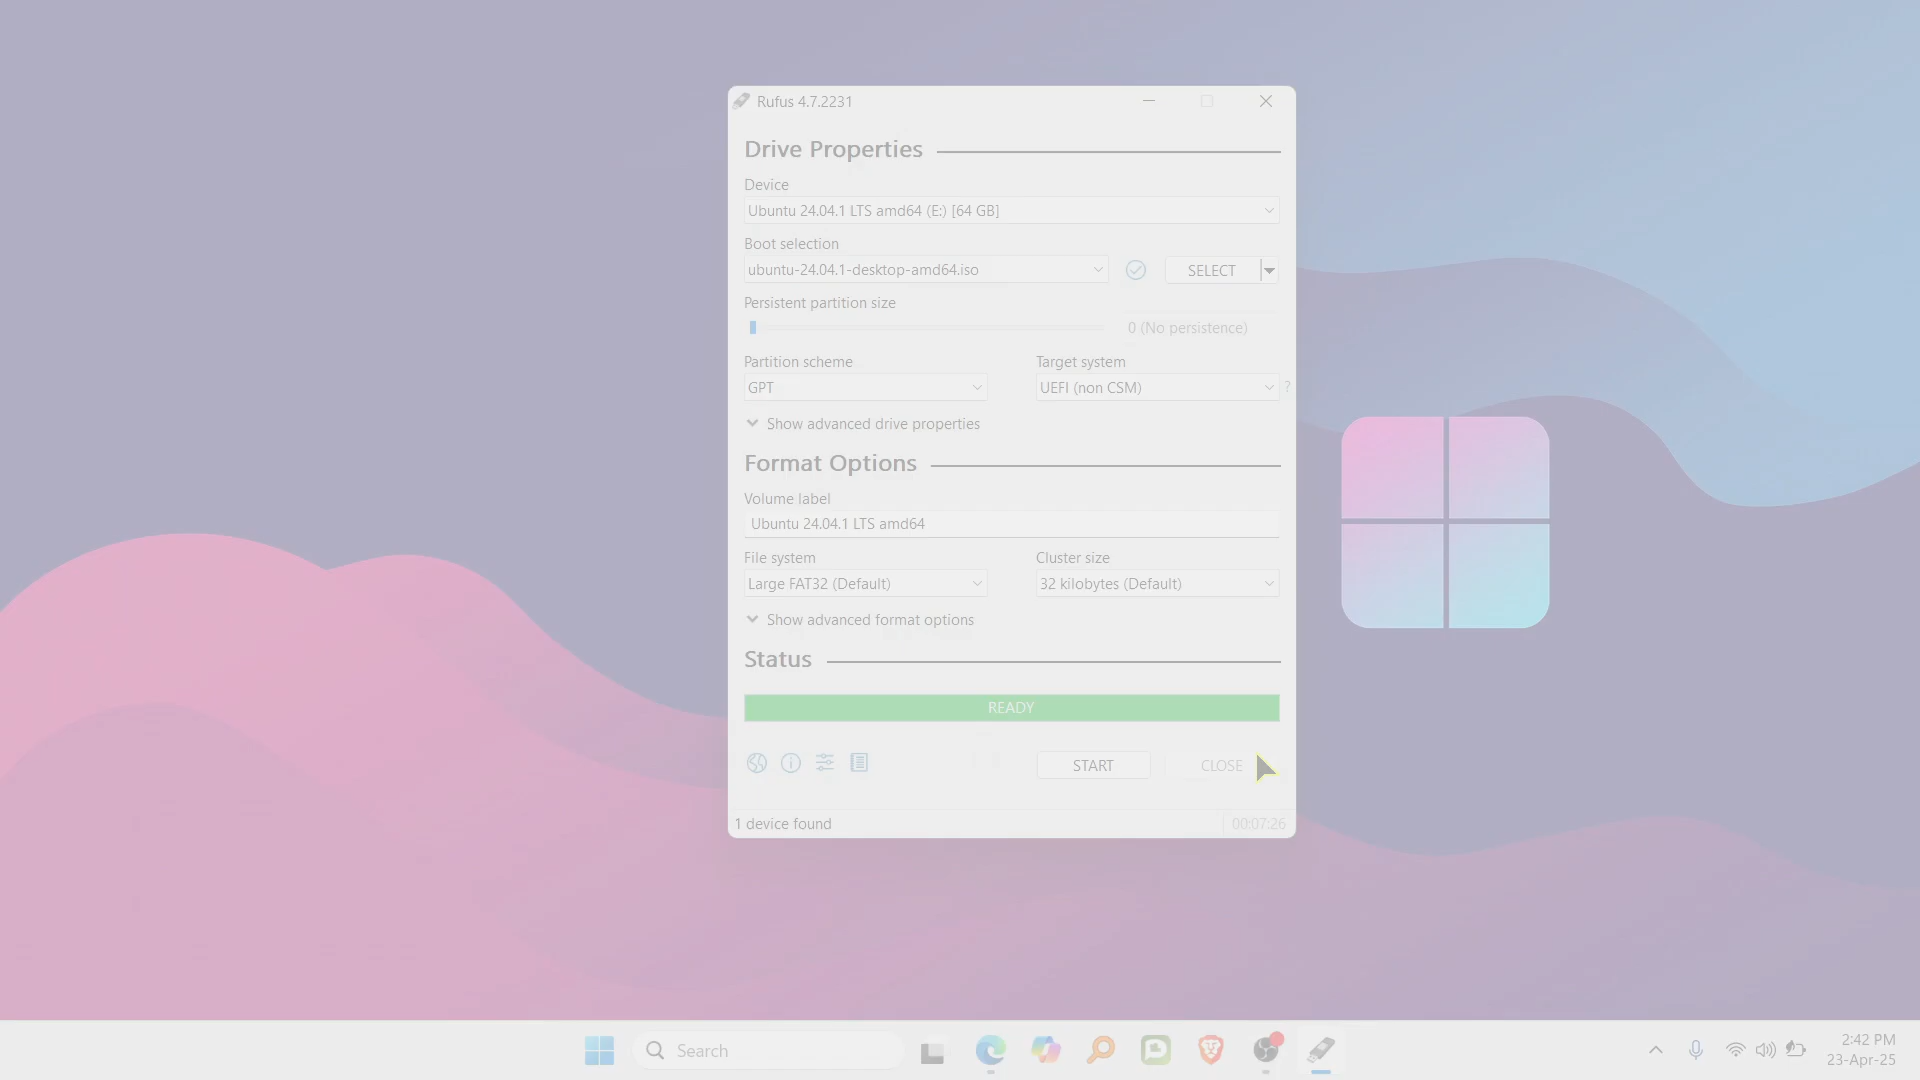 Rufus 4.7.2231
Drive Properties
Device
Ubuntu 24.04.1 LTS amd64 (E:) [64 GB]
Boot selection
ubuntu-24.04.1-desktop-amd64.iso
SELECT
Persistent partition size
0 (No persistence)
Partition scheme
Target system
GPT
UEFI (non CSM)
?
Show advanced drive properties
Format Options
Volume label
Ubuntu 24.04.1 LTS amd64
File system
Cluster size
Large FAT32 (Default)
32 kilobytes (Default)
Show advanced format options
Status
READY
START
CLOSE
1 device found
00:07:26
Search
2:42 PM
23-Apr-25